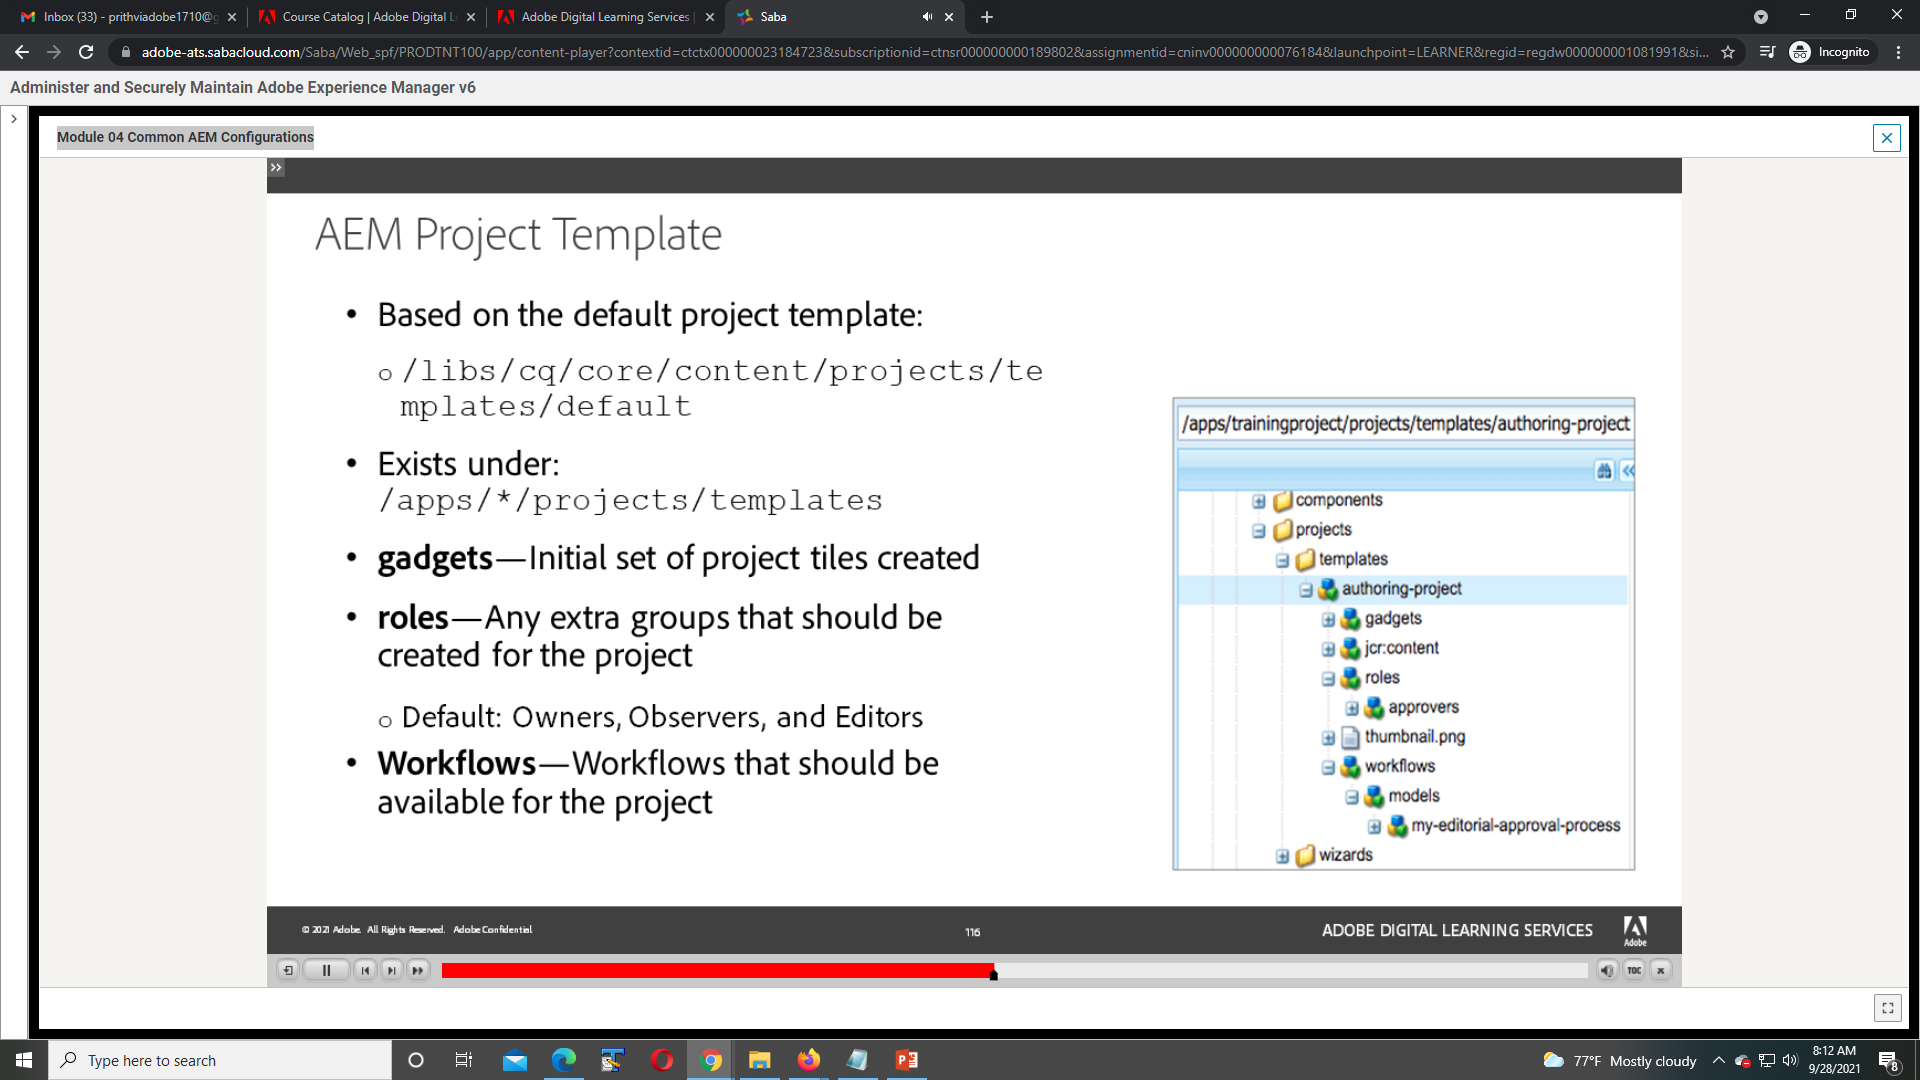 Inbox (33) - prithviadobe1710@g
Course Catalog | Adobe Digital L
Adobe Digital Learning Services |
Saba
adobe-ats.sabacloud.com/Saba/Web_spf/PRODTNT100/app/content-player?contextid=ctctx000000023184723&subscriptionid=ctnsr0000000000189802&assignmentid=cninv000000000076184&launchpoint=LEARNER&regid=regdw000000001081991&si...
Incognito
Administer and Securely Maintain Adobe Experience Manager v6
Module 04 Common AEM Configurations
AEM Project Template
• Based on the default project template:
o /libs/cq/core/content/projects/te
mplates/default
• Exists under:
/apps/*/projects/templates
• gadgets—Initial set of project tiles created
• roles—Any extra groups that should be
created for the project
o Default: Owners, Observers, and Editors
• Workflows—Workflows that should be
available for the project
/apps/trainingproject/projects/templates/authoring-project
components
projects
templates
authoring-project
gadgets
jcr:content
roles
approvers
thumbnail.png
workflows
models
my-editorial-approval-process
wizards
© 2021 Adobe. All Rights Reserved. Adobe Confidential
116
ADOBE DIGITAL LEARNING SERVICES
Adobe
TOC
Type here to search
77°F Mostly cloudy
8:12 AM
9/28/2021
8